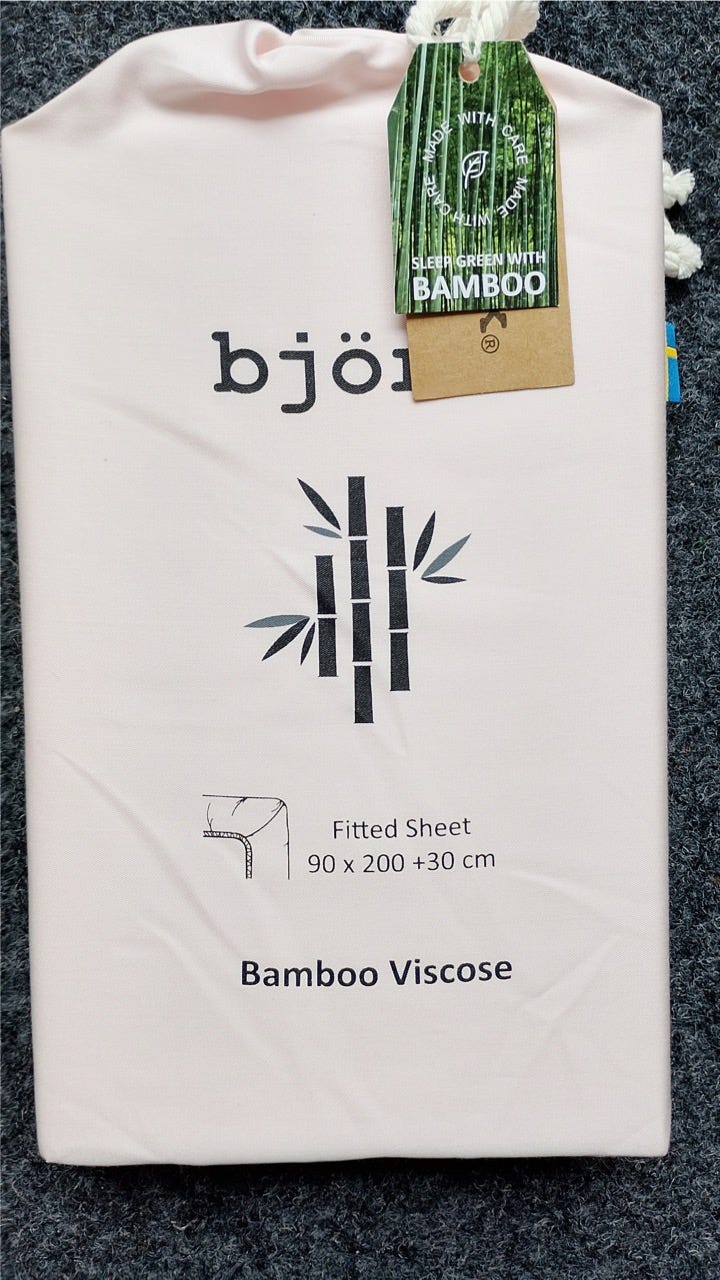 MADE WITH CARE MADE WITH CARE
SLEEP GREEN WITH
BAMBOO
®
björ
Fitted Sheet
90 x 200 +30 cm
Bamboo Viscose